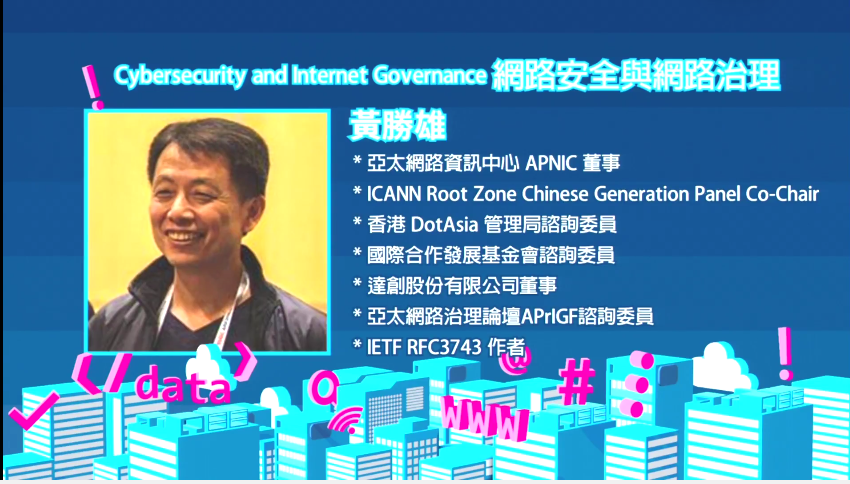 Cybersecurity and Internet Governance 網路安全與網路治理
黃勝雄
* 亞太網路資訊中心 APNIC 董事
* ICANN Root Zone Chinese Generation Panel Co-Chair
* 香港 DotAsia 管理局諮詢委員
* 國際合作發展基金會諮詢委員
* 達創股份有限公司董事
* 亞太網路治理論壇APrIGF諮詢委員
* IETF RFC3743 作者
</ data >
@
#
WWW